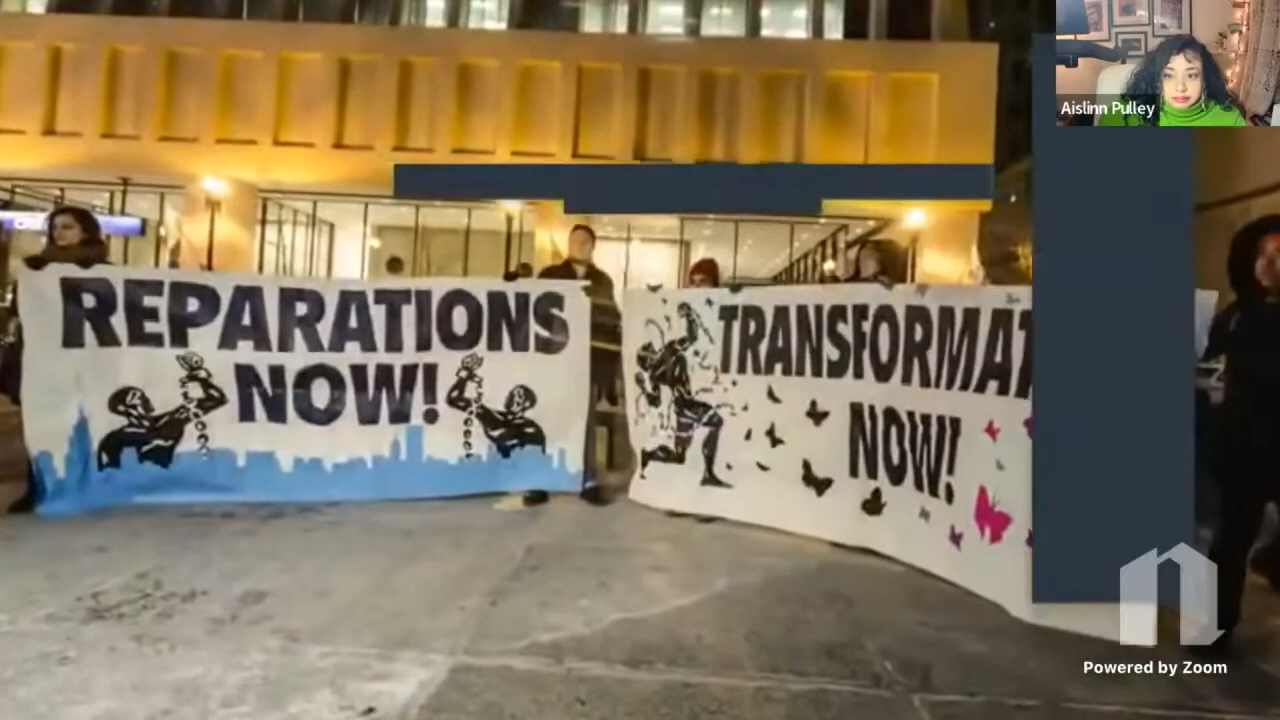 Aislinn Pulley
REPARATIONS
NOW!
TRANSFORMAT
NOW!
Powered by Zoom